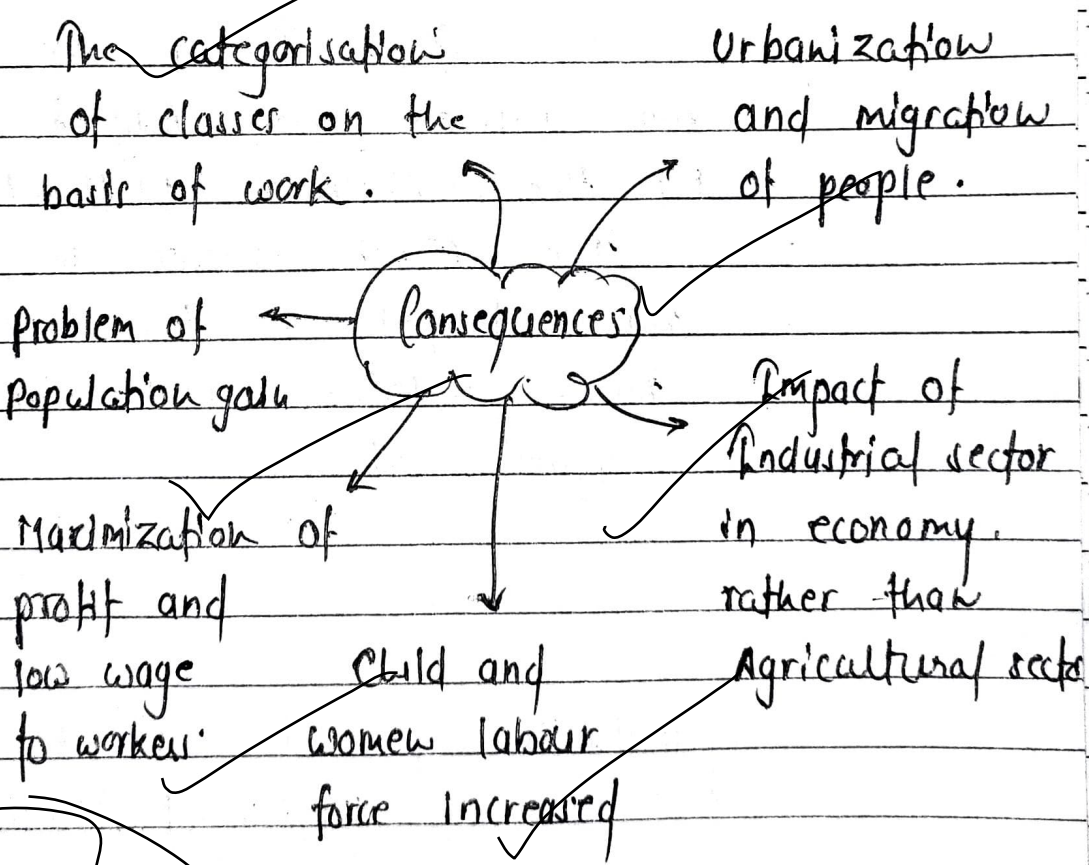 The categorisation
of classes on the
basis of work.
Urbanization
and migration
of people.
Consequences
Problem of
Population gain
Impact of
Industrial sector
in economy.
rather than
Agricultural secto
Maximization of
profit and
low wage
to workers.
Child and
women labour
force increased